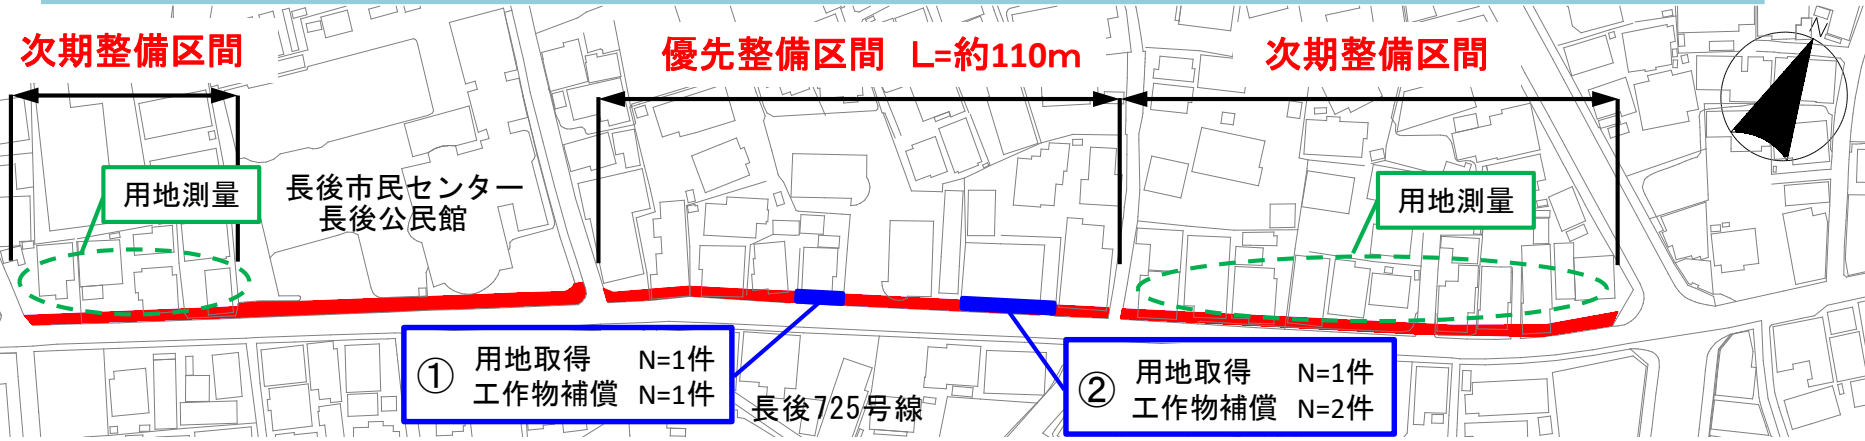 次期整備区間
優先整備区間 L=約110m
次期整備区間
N
用地測量
長後市民センター
長後公民館
用地測量
① 用地取得 N=1件
工作物補償 N=1件
② 用地取得 N=1件
工作物補償 N=2件
長後725号線